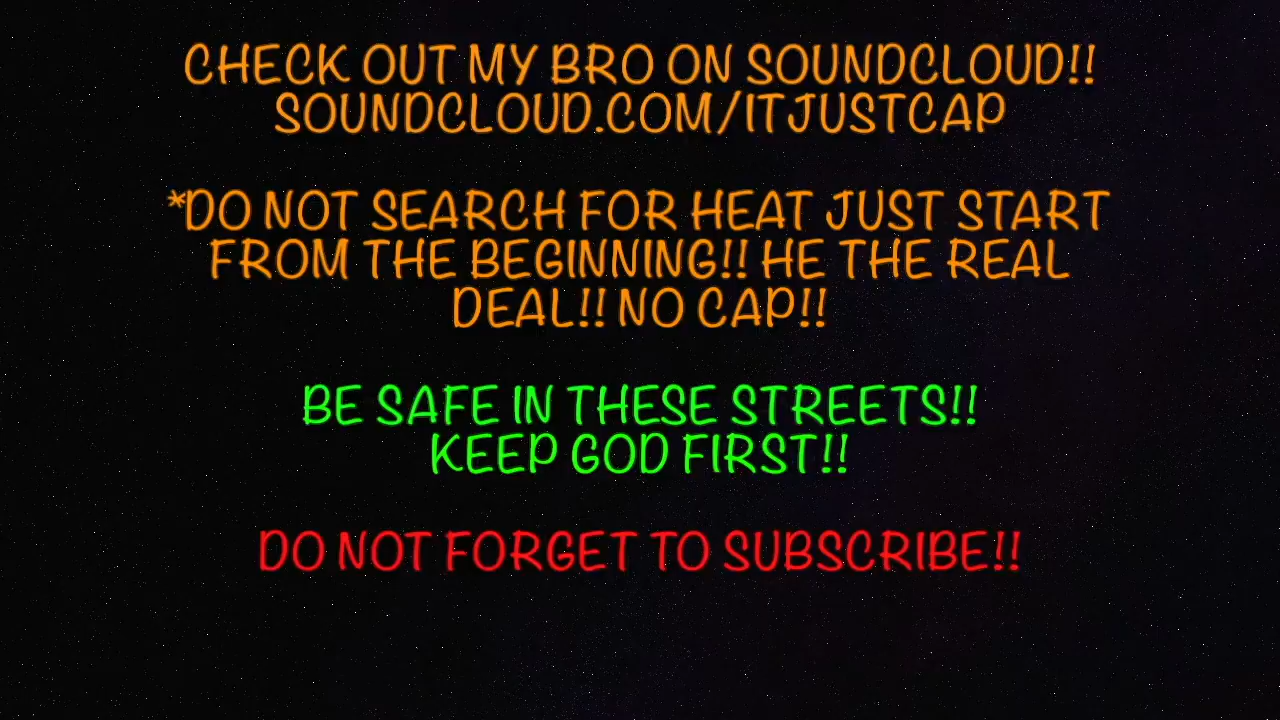 CHECK OUT MY BRO ON SOUNDCLOUD!!
SOUNDCLOUD.COM/ITJUSTCAP
*DO NOT SEARCH FOR HEAT JUST START
FROM THE BEGINNING!! HE THE REAL
DEAL!! NO CAP!!
BE SAFE IN THESE STREETS!!
KEEP GOD FIRST!!
DO NOT FORGET TO SUBSCRIBE!!